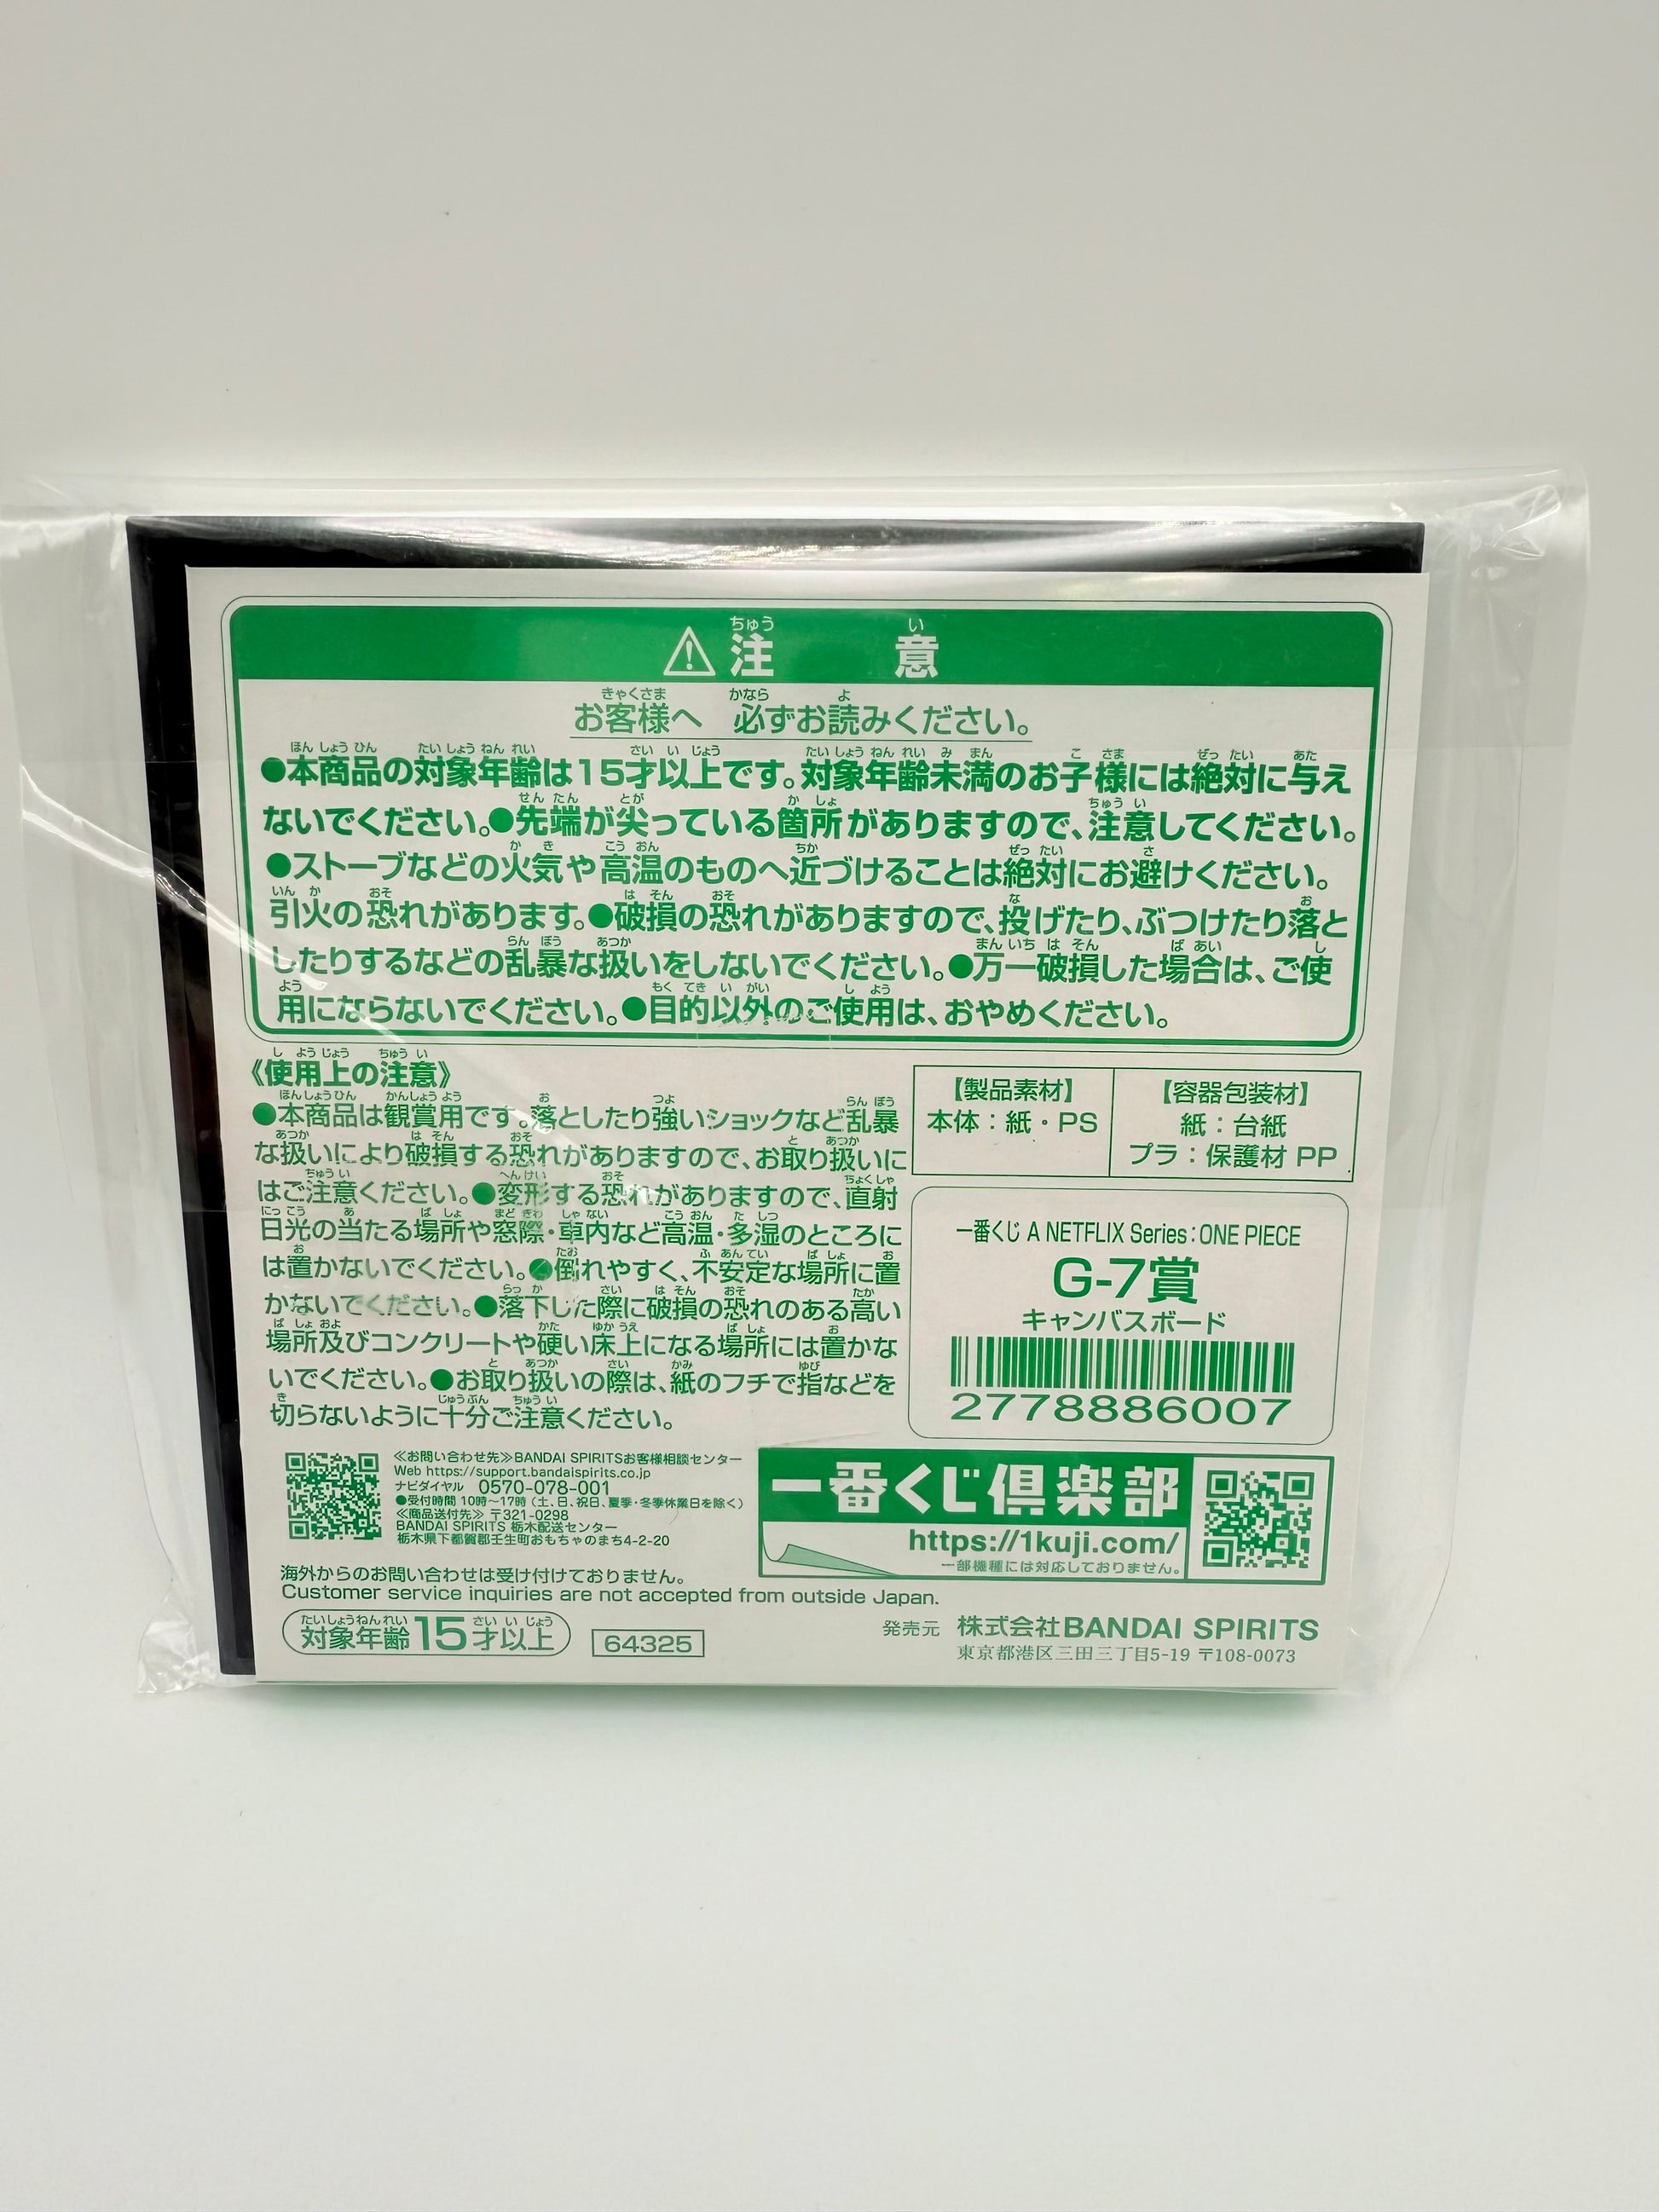 ⚠注意
お客様へ 必ずお読みください。
●本商品の対象年齢は15才以上です。対象年齢未満のお子様には絶対に与え
ないでください。●先端が尖っている箇所がありますので、注意してください。
●ストーブなどの火気や高温のものへ近づけることは絶対にお避けください。
引火の恐れがあります。●破損の恐れがありますので、投げたり、ぶつけたり落と
したりするなどの乱暴な扱いをしないでください。●万一破損した場合は、ご使
用にならないでください。●目的以外のご使用は、おやめください。
《使用上の注意》
●本商品は観賞用です。落としたり強いショックなど乱暴
な扱いにより破損する恐れがありますので、お取り扱いに
はご注意ください。●変形する恐れがありますので、直射
日光の当たる場所や窓際・車内など高温・多湿のところに
は置かないでください。●倒れやすく、不安定な場所に置
かないでください。●落下した際に破損の恐れのある高い
場所及びコンクリートや硬い床上になる場所には置かな
いでください。●お取り扱いの際は、紙のフチで指などを
切らないように十分ご注意ください。
【製品素材】
本体：紙・PS
【容器包装材】
紙：台紙
プラ：保護材 PP
一番くじ A NETFLIX Series：ONE PIECE
G-7賞
キャンバスボード
2778886007
≪お問い合わせ先≫BANDAI SPIRITSお客様相談センター
Web https://support.bandaispirits.co.jp
ナビダイヤル 0570-078-001
●受付時間 10時〜17時（土、日、祝日、夏季・冬季休業日を除く）
≪商品送付先≫ 〒321-0298
BANDAI SPIRITS 栃木配送センター
栃木県下都賀郡壬生町おもちゃのまち4-2-20
一番くじ倶楽部
https://1kuji.com/
一部機種には対応しておりません。
海外からのお問い合わせは受け付けておりません。
Customer service inquiries are not accepted from outside Japan.
対象年齢15才以上
64325
発売元 株式会社BANDAI SPIRITS
東京都港区三田三丁目5-19 〒108-0073